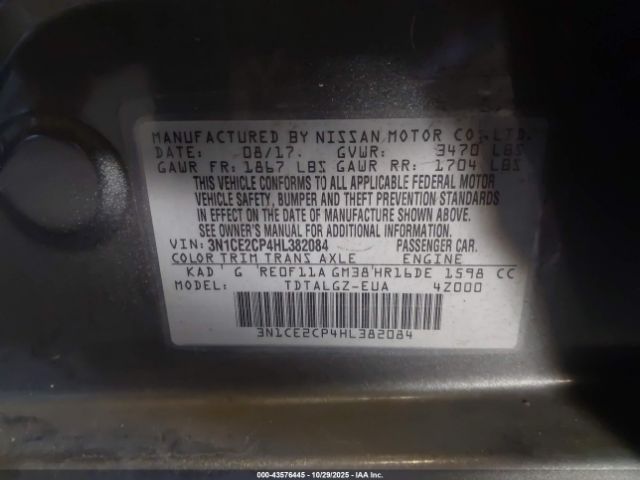 MANUFACTURED BY NISSAN MOTOR CO., LTD.
DATE: 08/17. GVWR: 3470 LBS
GAWR FR: 1867 LBS GAWR RR: 1704 LBS
THIS VEHICLE CONFORMS TO ALL APPLICABLE FEDERAL MOTOR
VEHICLE SAFETY, BUMPER AND THEFT PREVENTION STANDARDS
IN EFFECT ON THE DATE OF MANUFACTURE SHOWN ABOVE.
SEE OWNER'S MANUAL FOR ADDITIONAL INFORMATION.
VIN: 3N1CE2CP4HL382084 PASSENGER CAR.
COLOR TRIM TRANS AXLE ENGINE
KAD G RE0F11A GM38 HR16DE 1598 CC
MODEL: TDTALGZ-EUA 4Z000
3N1CE2CP4HL382084
000-43576445 10/29/2025 IAA Inc.